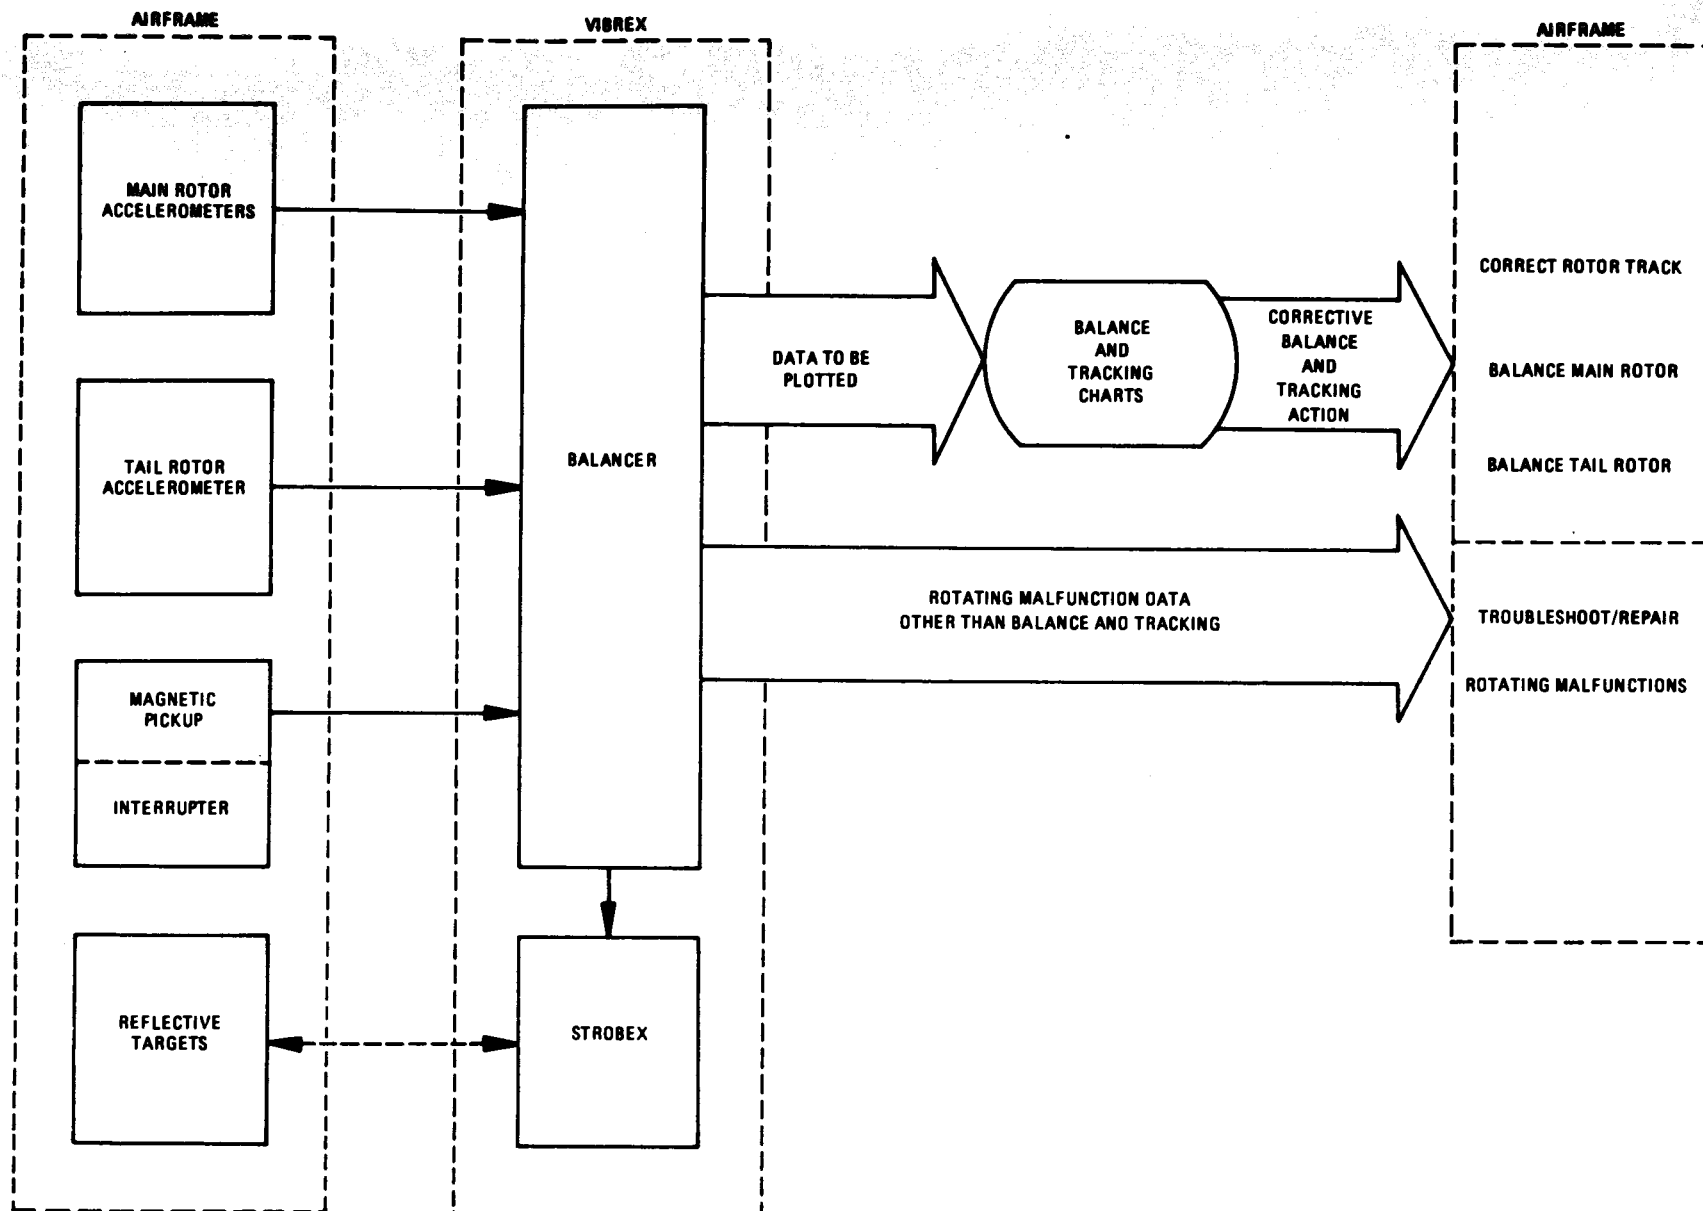 AIRFRAME
MAIN ROTOR
ACCELEROMETERS
TAIL ROTOR
ACCELEROMETER
MAGNETIC
PICKUP
INTERRUPTER
REFLECTIVE
TARGETS
VIBREX
BALANCER
STROBEX
DATA TO BE
PLOTTED
BALANCE
AND
TRACKING
CHARTS
CORRECTIVE
BALANCE
AND
TRACKING
ACTION
ROTATING MALFUNCTION DATA
OTHER THAN BALANCE AND TRACKING
AIRFRAME
CORRECT ROTOR TRACK
BALANCE MAIN ROTOR
BALANCE TAIL ROTOR
TROUBLESHOOT/REPAIR
ROTATING MALFUNCTIONS